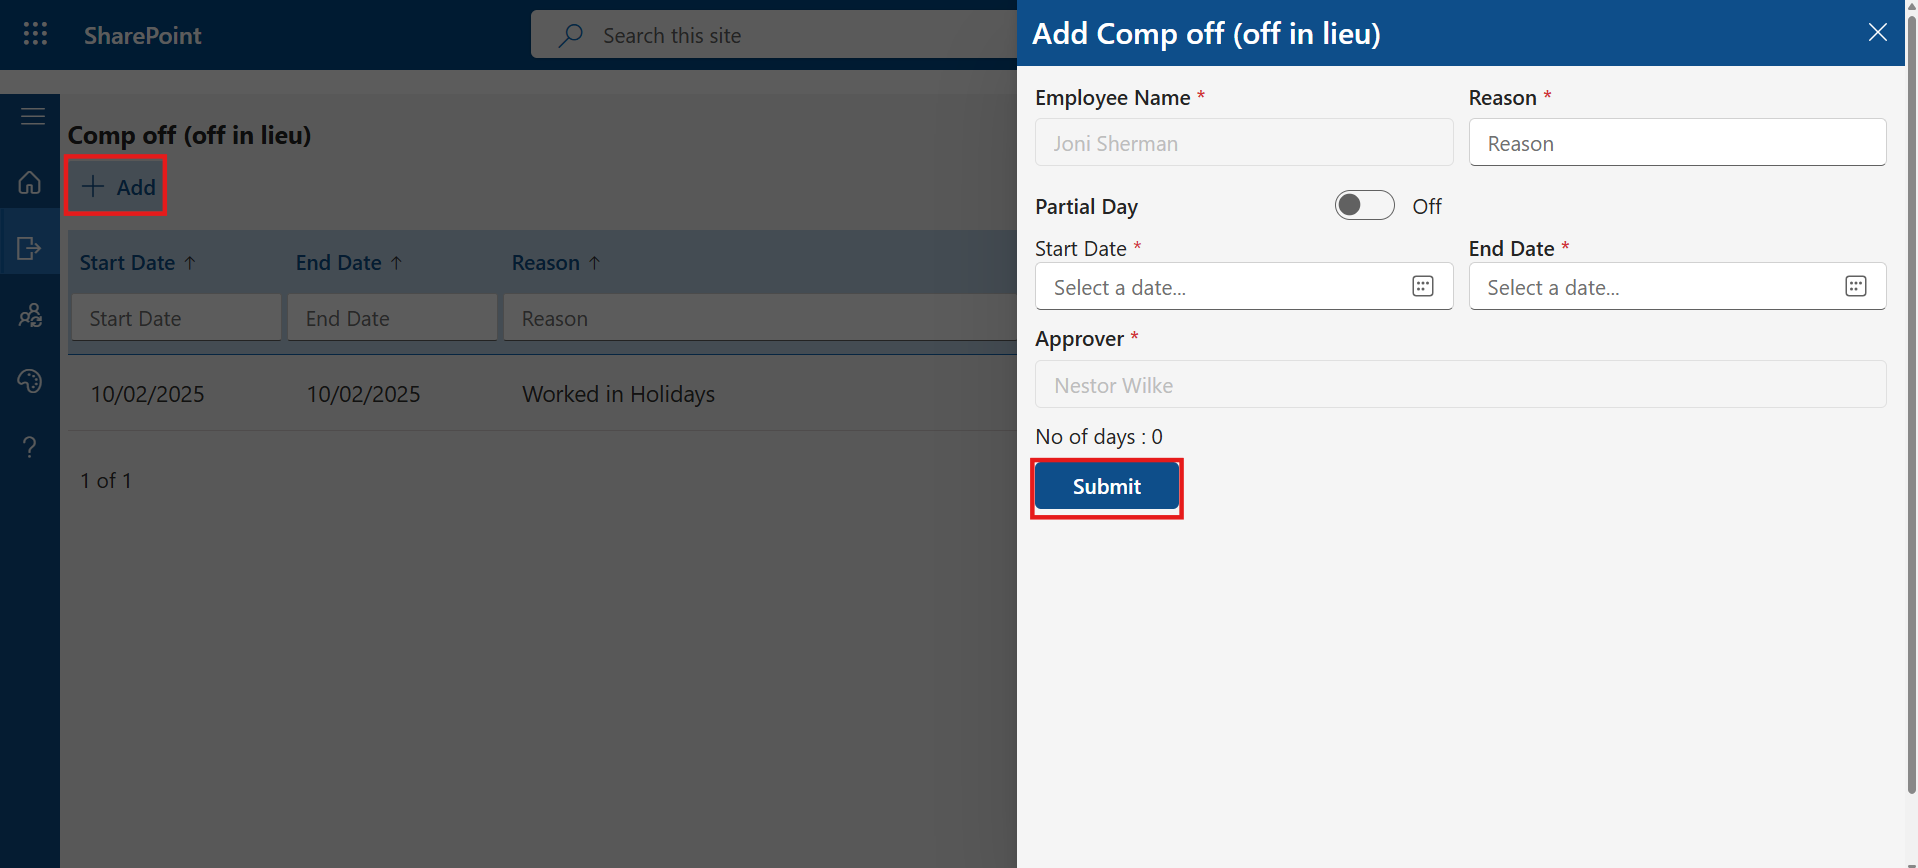 SharePoint
Search this site
Comp off (off in lieu)
Add
Start Date ↑ End Date ↑ Reason ↑
Start Date End Date Reason
10/02/2025 10/02/2025 Worked in Holidays
1 of 1
Add Comp off (off in lieu)
Employee Name * Reason *
Joni Sherman Reason
Partial Day Off
Start Date * End Date *
Select a date... Select a date...
Approver *
Nestor Wilke
No of days : 0
Submit